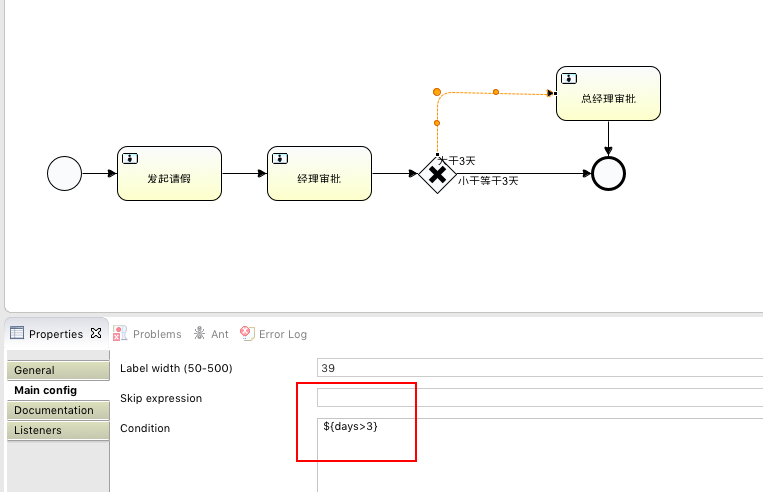 总经理审批
大于3天
发起请假
经理审批
小于等于3天
Properties
Problems
Ant
Error Log
General
Main config
Documentation
Listeners
Label width (50-500)
39
Skip expression
Condition
${days>3}